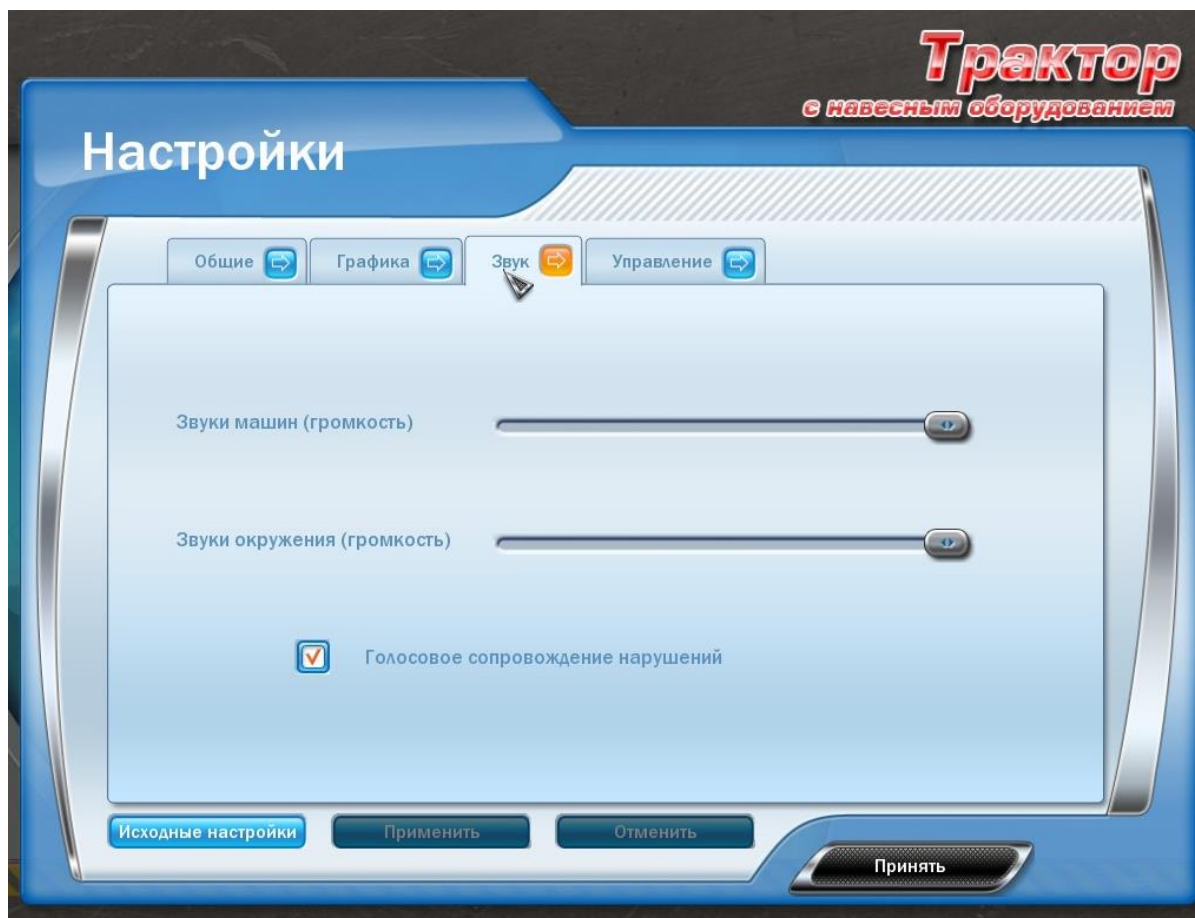 Трактор
с навесным оборудованием
Настройки
Общие
Графика
Звук
Управление
Звуки машин (громкость)
Звуки окружения (громкость)
Голосовое сопровождение нарушений
Исходные настройки
Применить
Отменить
Принять